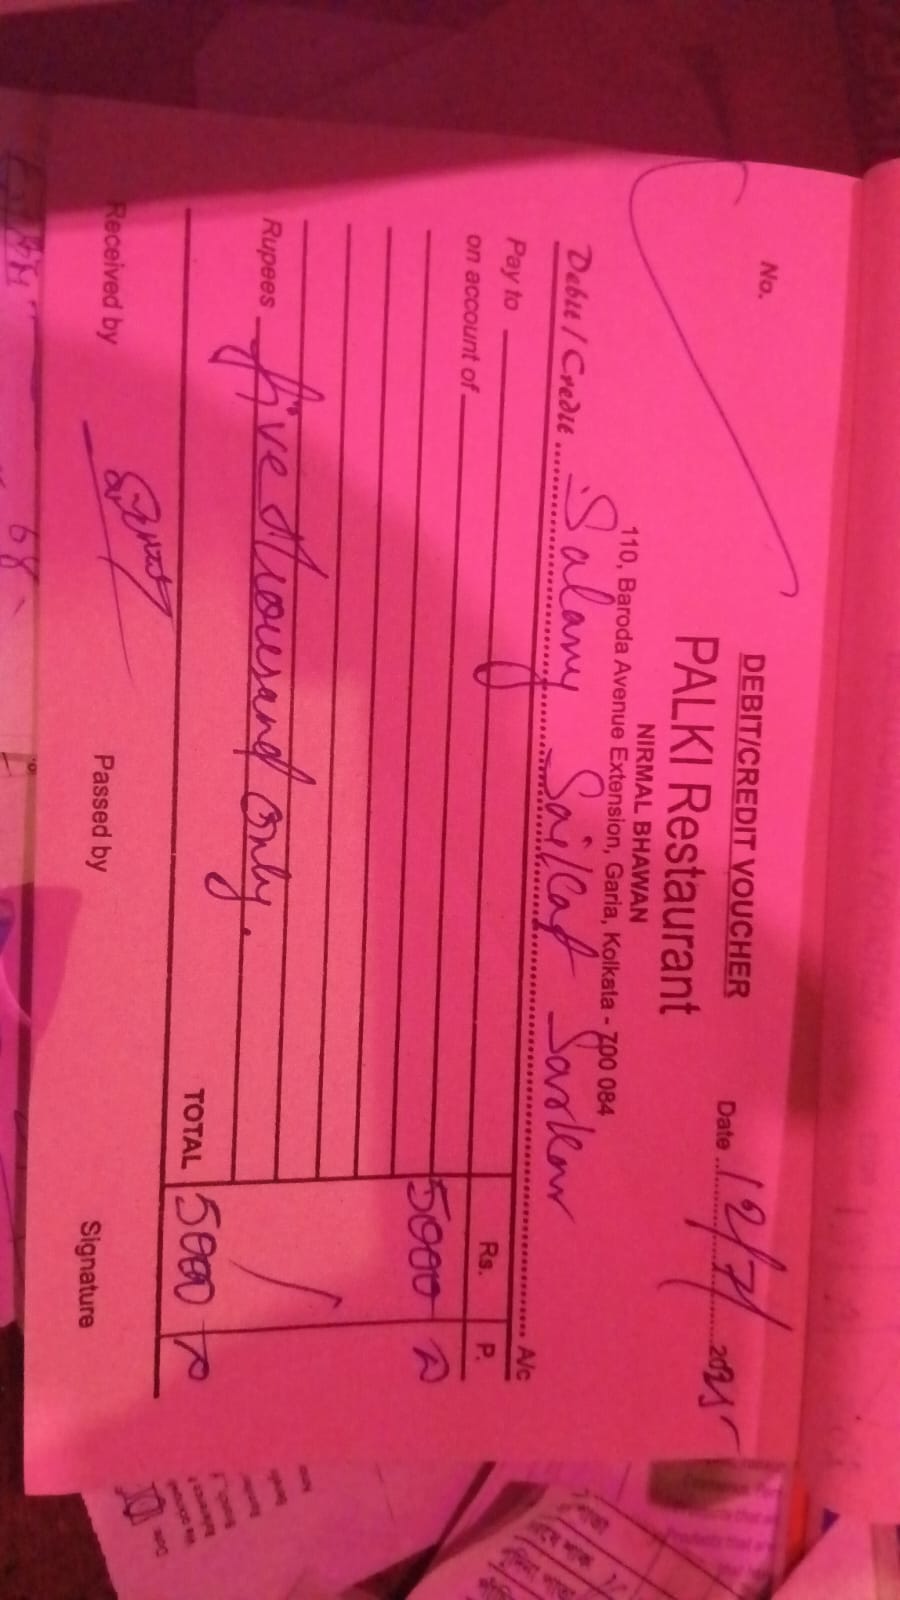 No.
DEBIT/CREDIT VOUCHER
PALKI Restaurant
Date 12/7/2025
NIRMAL BHAWAN
110, Baroda Avenue Extension, Garia, Kolkata - 700 084
Debit / Credit Salary Saikat Sarkar A/c
Pay to
Rs. P.
on account of
5000
Rupees five thousand only.
TOTAL 5000
Received by
Passed by
Signature